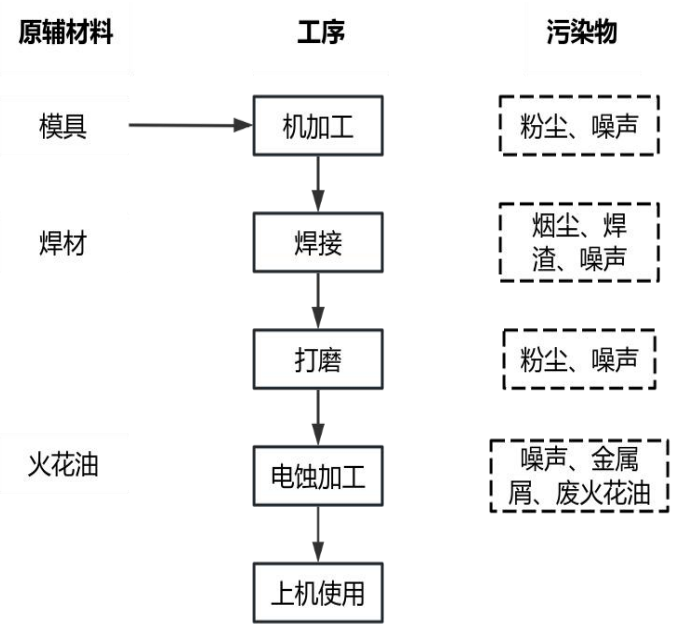 原辅材料 工序 污染物
模具 机加工 粉尘、噪声
焊材 焊接 烟尘、焊
渣、噪声
打磨 粉尘、噪声
火花油 电蚀加工 噪声、金属
屑、废火花油
上机使用